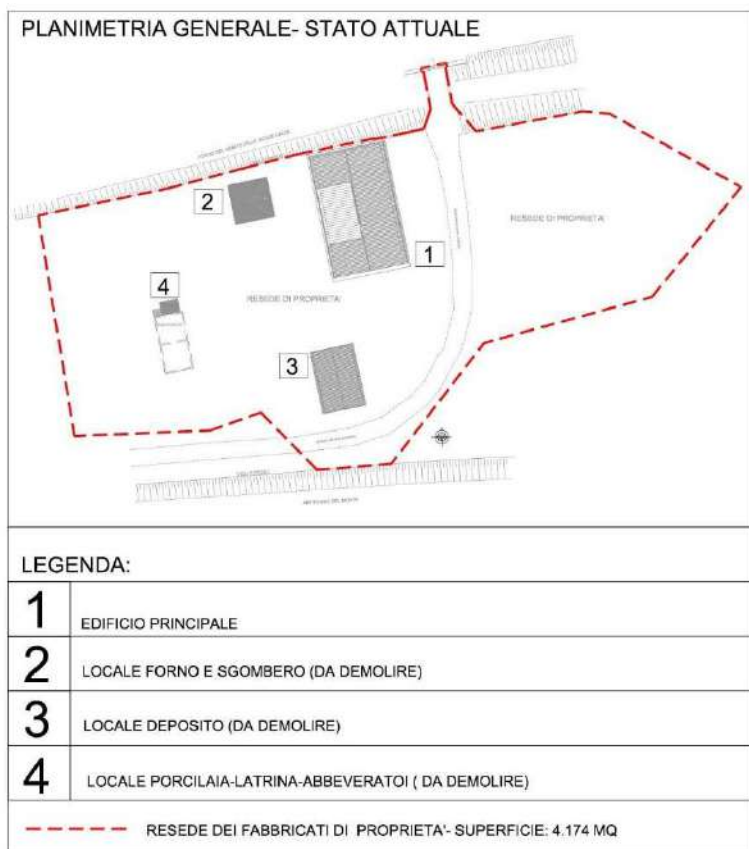 PLANIMETRIA GENERALE- STATO ATTUALE
2
1
RESEDE DI PROPRIETA'
4
RESEDE DI PROPRIETA'
3
LEGENDA:
1
EDIFICIO PRINCIPALE
2
LOCALE FORNO E SGOMBERO (DA DEMOLIRE)
3
LOCALE DEPOSITO (DA DEMOLIRE)
4
LOCALE PORCILAIA-LATRINA-ABBEVERATOI ( DA DEMOLIRE)
RESEDE DEI FABBRICATI DI PROPRIETA'- SUPERFICIE: 4.174 MQ